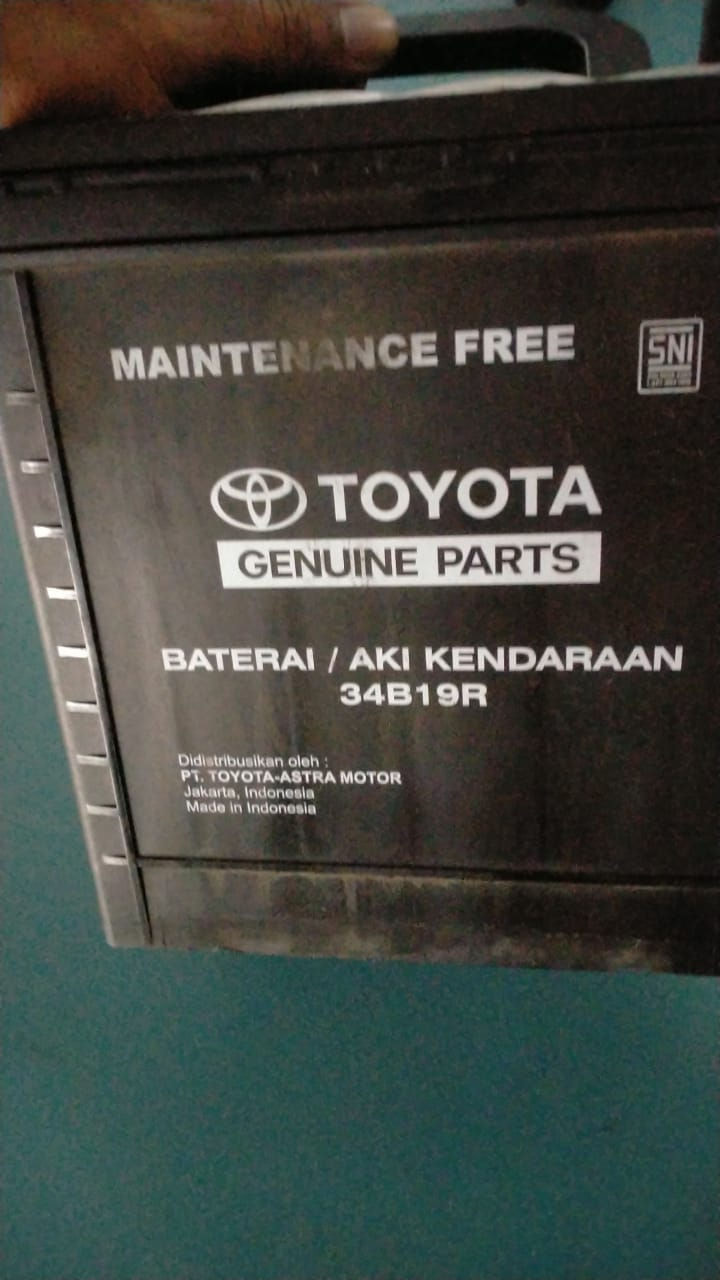 MAINTENANCE FREE
SNI
TOYOTA
GENUINE PARTS
BATERAI / AKI KENDARAAN
34B19R
Didistribusikan oleh :
PT. TOYOTA-ASTRA MOTOR
Jakarta, Indonesia
Made in Indonesia